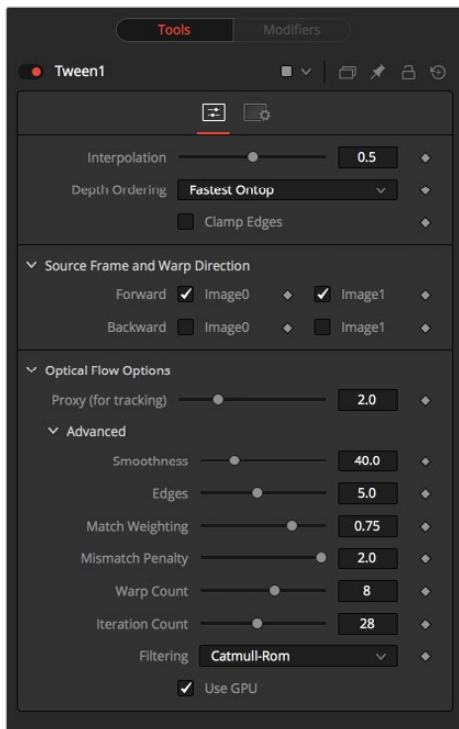 Tools Modifiers
Tween1
Interpolation 0.5
Depth Ordering Fastest Ontop
Clamp Edges
Source Frame and Warp Direction
Forward Image0 Image1
Backward Image0 Image1
Optical Flow Options
Proxy (for tracking) 2.0
Advanced
Smoothness 40.0
Edges 5.0
Match Weighting 0.75
Mismatch Penalty 2.0
Warp Count 8
Iteration Count 28
Filtering Catmull-Rom
Use GPU